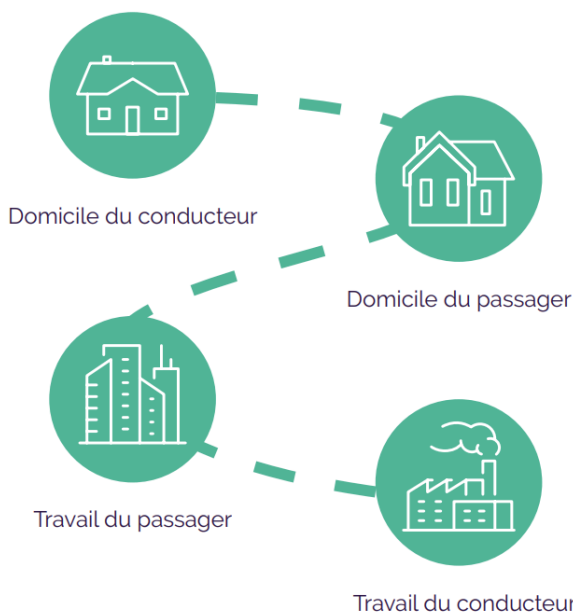 Domicile du conducteur
Domicile du passager
Travail du passager
Travail du conducteur